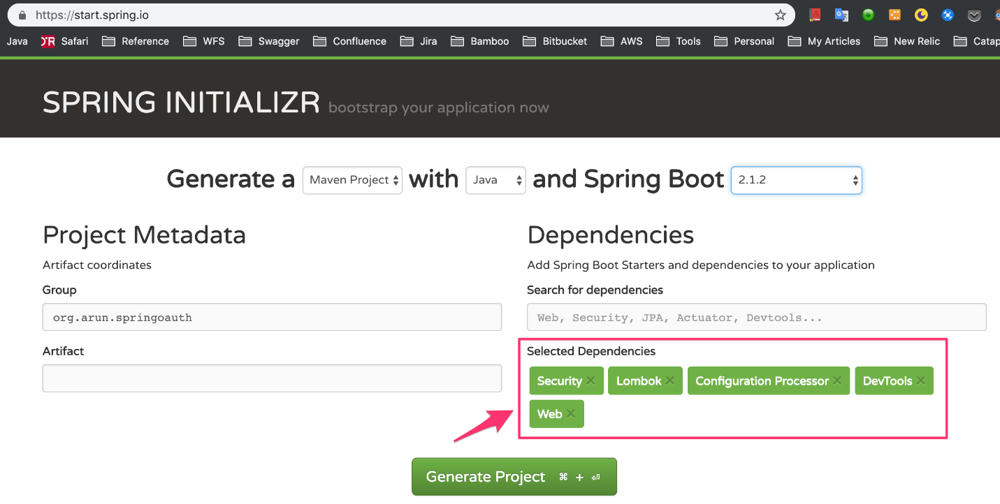 https://start.spring.io
Java Safari Reference WFS Swagger Confluence Jira Bamboo Bitbucket AWS Tools Personal My Articles New Relic Catap
SPRING INITIALIZR bootstrap your application now
Generate a Maven Project with Java and Spring Boot 2.1.2
Project Metadata
Artifact coordinates
Group
org.arun.springoauth
Artifact
Dependencies
Add Spring Boot Starters and dependencies to your application
Search for dependencies
Web, Security, JPA, Actuator, Devtools...
Selected Dependencies
Security × Lombok × Configuration Processor × DevTools ×
Web ×
Generate Project ⌘ + ⏎